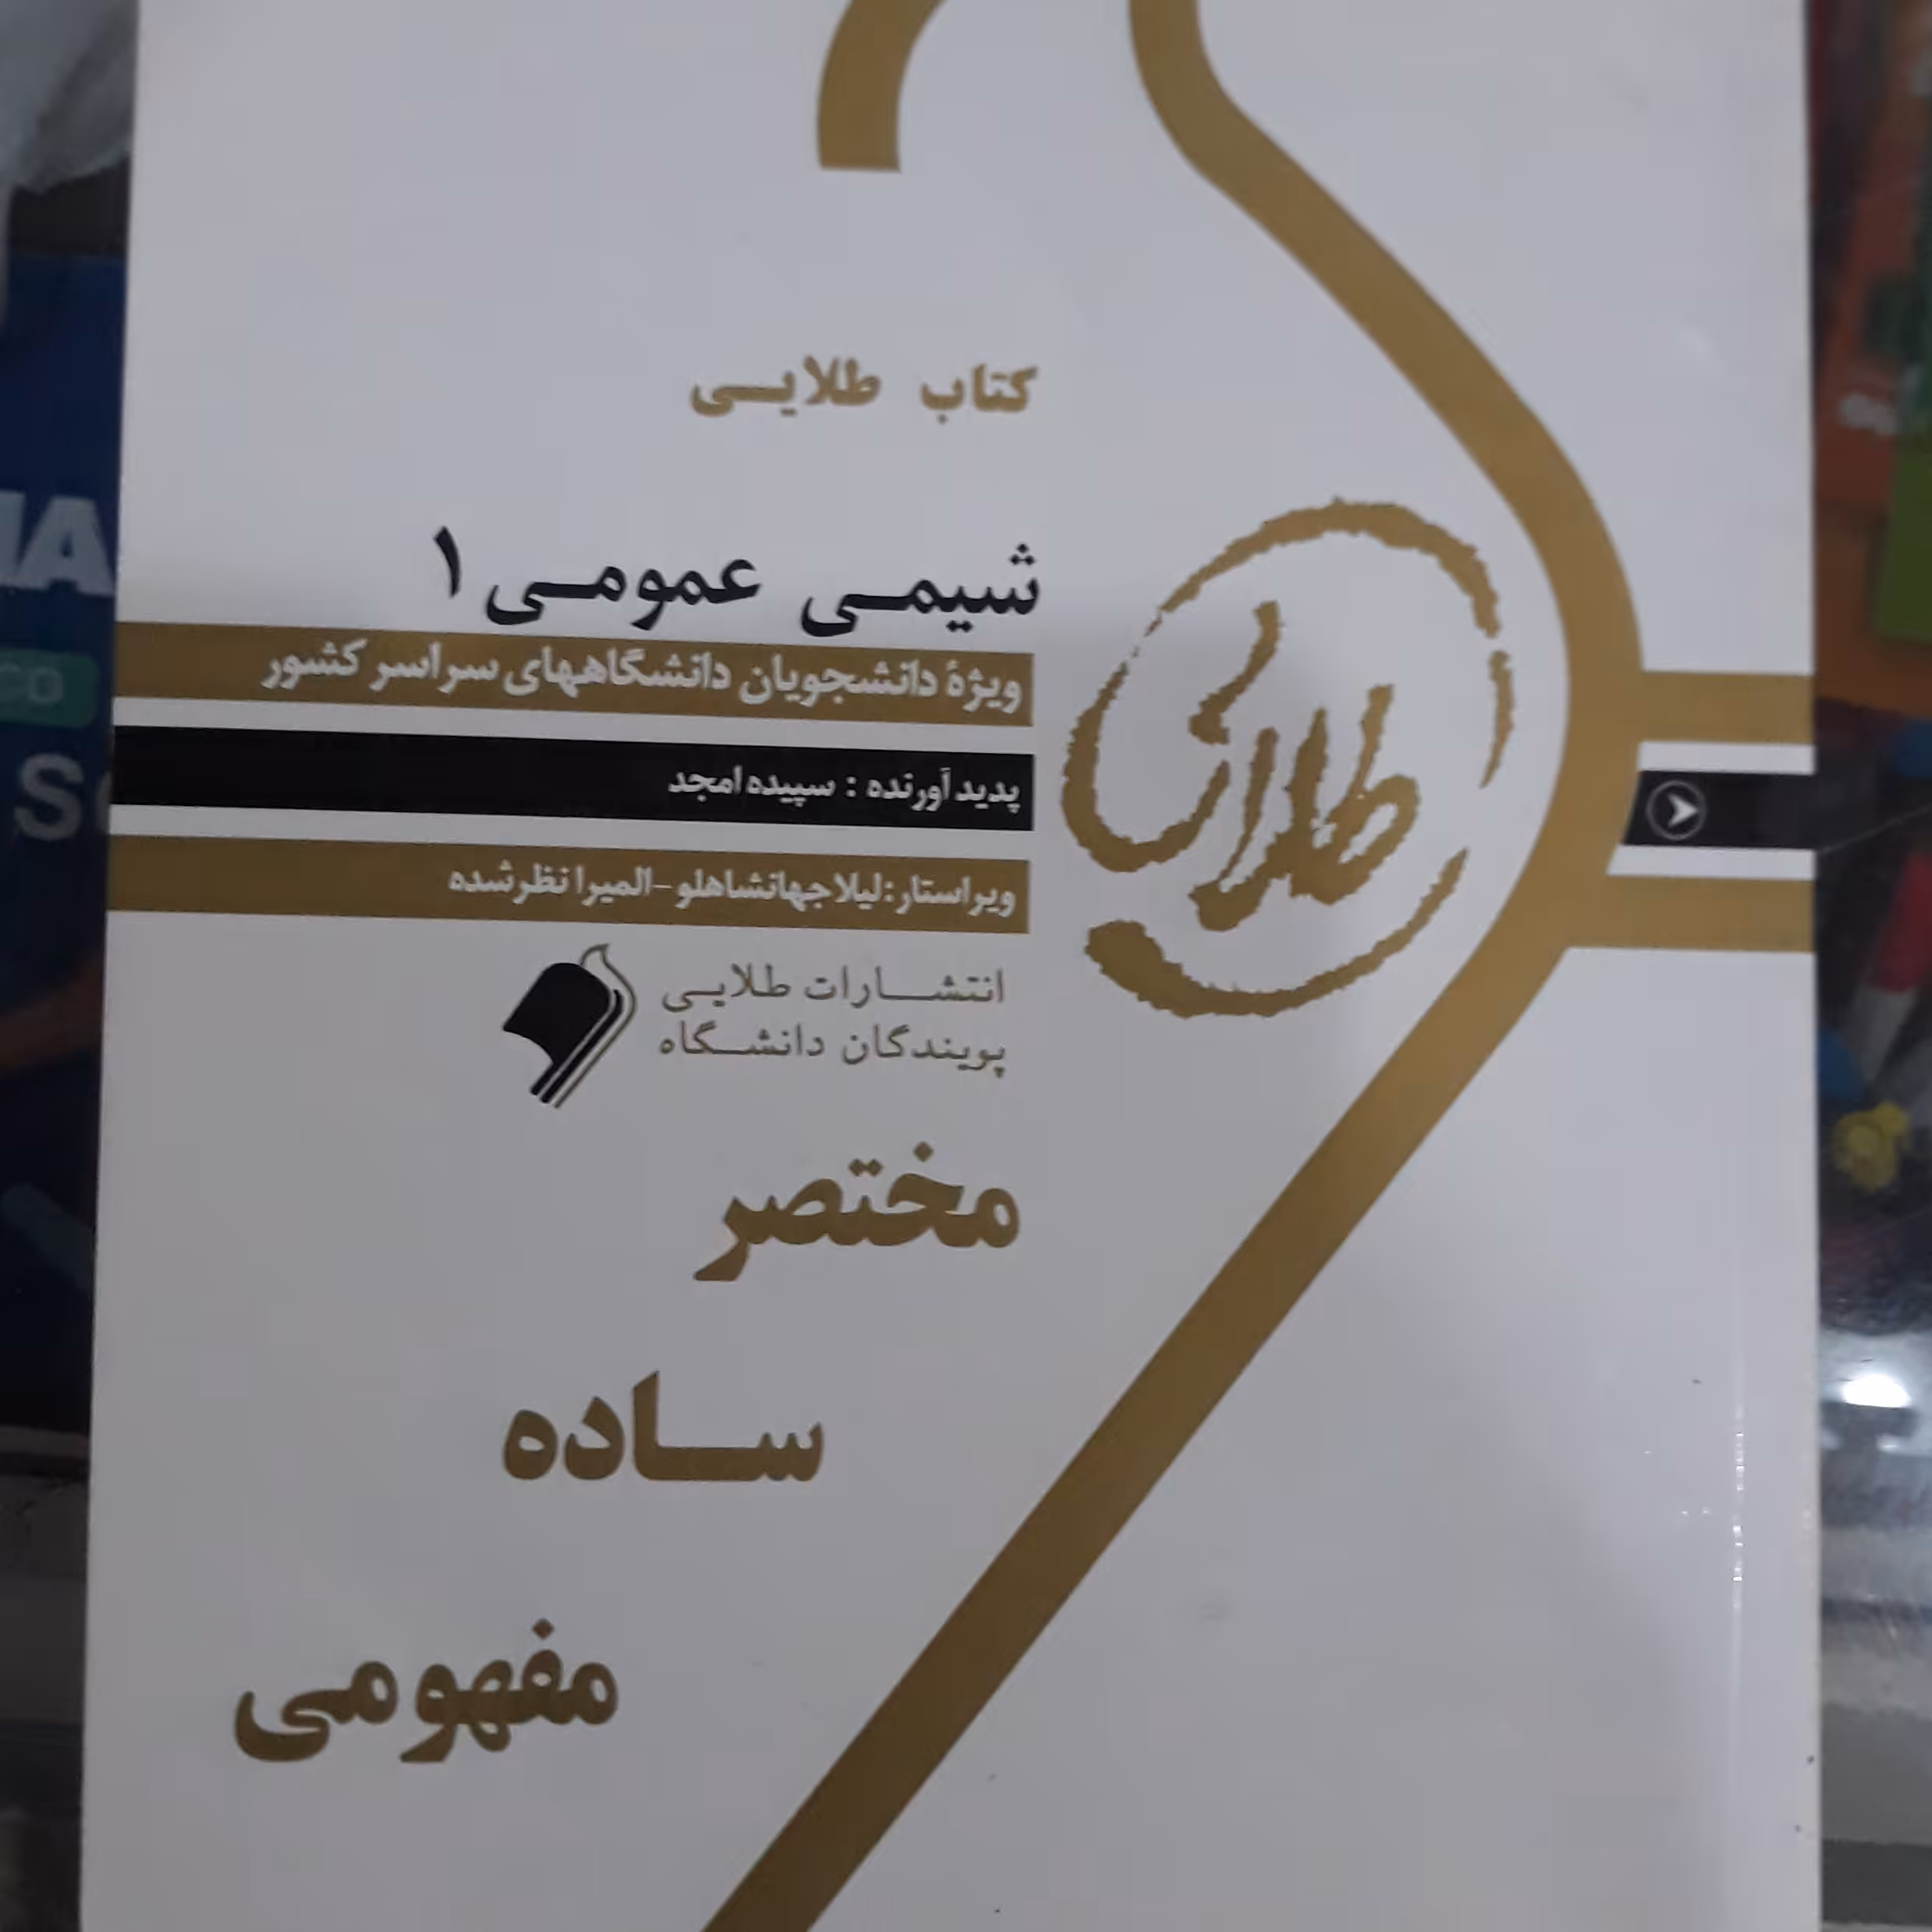 کتاب طلایی
شیمی عمومی ۱
ویژهٔ دانشجویان دانشگاههای سراسر کشور
پدید آورنده : سپیده امجد
ویراستار:لیلا جهانشاهلو-المیرا نظرشده
طلایی
انتشارات طلایی
پویندگان دانشگاه
مختصر
ساده
مفهومی